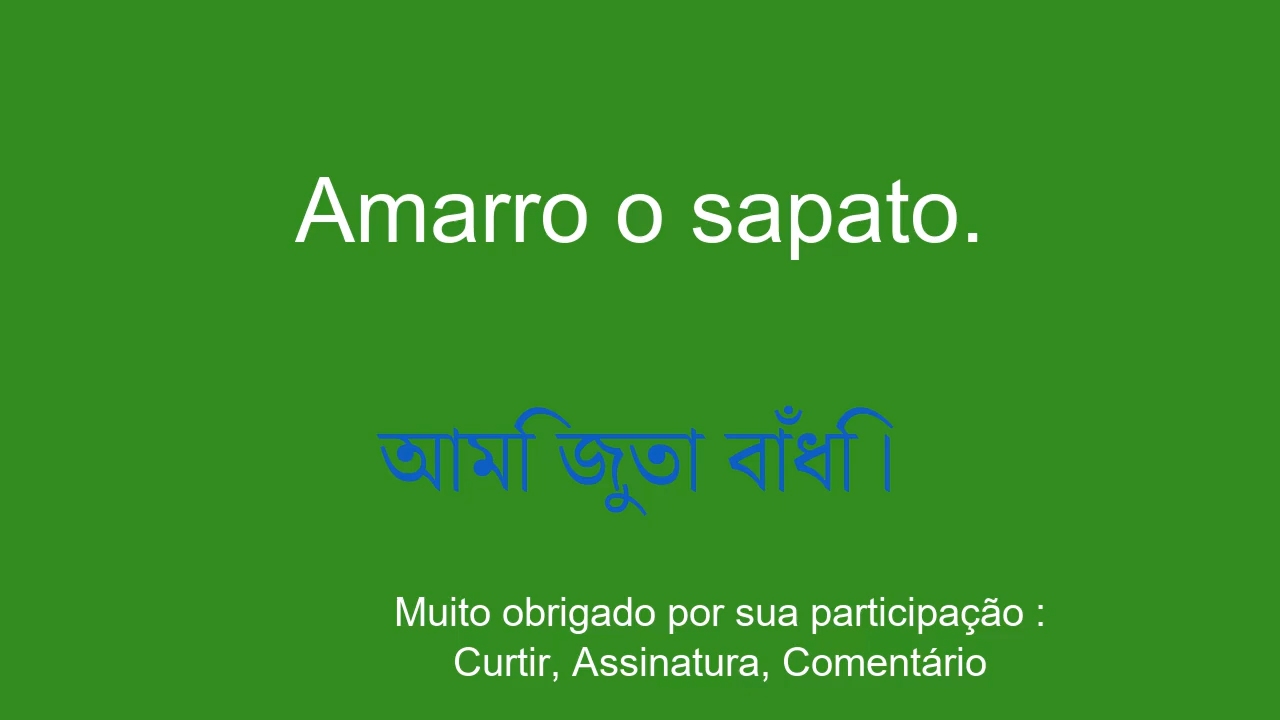 Amarro o sapato.
আমি জুতা বাঁধি।
Muito obrigado por sua participação :
Curtir, Assinatura, Comentário